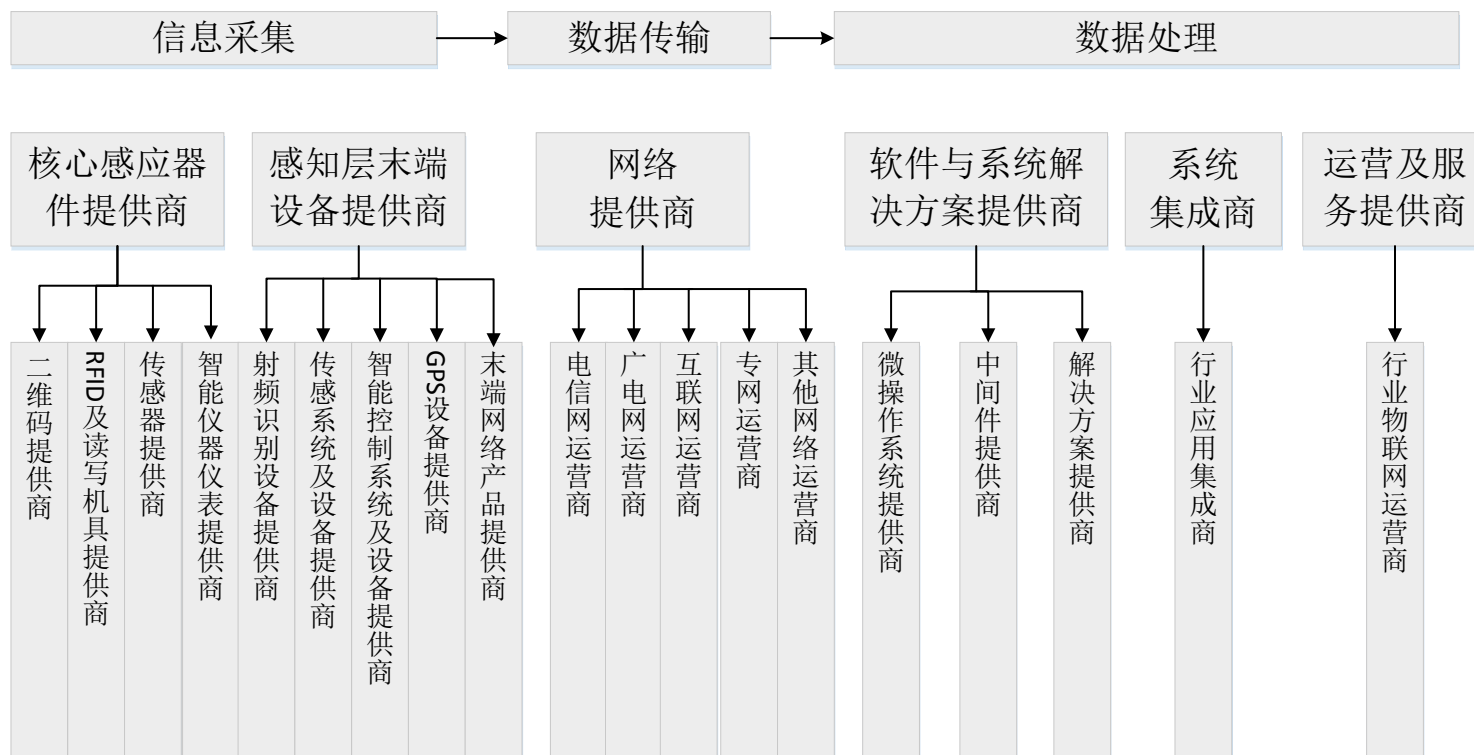 信息采集
数据传输
数据处理
核心感应器
件提供商
感知层末端
设备提供商
网络
提供商
软件与系统解
决方案提供商
系统
集成商
运营及服
务提供商
二维码提供商
RFID及读写机具提供商
传感器提供商
智能仪器仪表提供商
射频识别设备提供商
传感系统及设备提供商
智能控制系统及设备提供商
GPS设备提供商
末端网络产品提供商
电信网运营商
广电网运营商
互联网运营商
专网运营商
其他网络运营商
微操作系统提供商
中间件提供商
解决方案提供商
行业应用集成商
行业物联网运营商